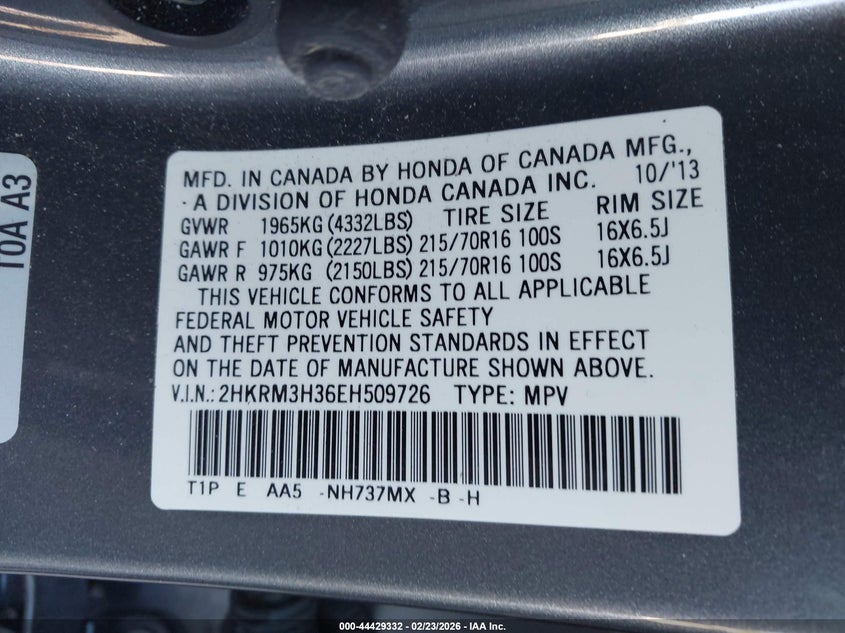 T0A A3
MFD. IN CANADA BY HONDA OF CANADA MFG.,
A DIVISION OF HONDA CANADA INC. 10/'13
GVWR 1965KG (4332LBS) TIRE SIZE RIM SIZE
GAWR F 1010KG (2227LBS) 215/70R16 100S 16X6.5J
GAWR R 975KG (2150LBS) 215/70R16 100S 16X6.5J
THIS VEHICLE CONFORMS TO ALL APPLICABLE
FEDERAL MOTOR VEHICLE SAFETY
AND THEFT PREVENTION STANDARDS IN EFFECT
ON THE DATE OF MANUFACTURE SHOWN ABOVE.
V.I.N.: 2HKRM3H36EH509726 TYPE: MPV
T1P E AA5 -NH737MX -B -H
000-44429332 - 02/23/2026 - IAA Inc.